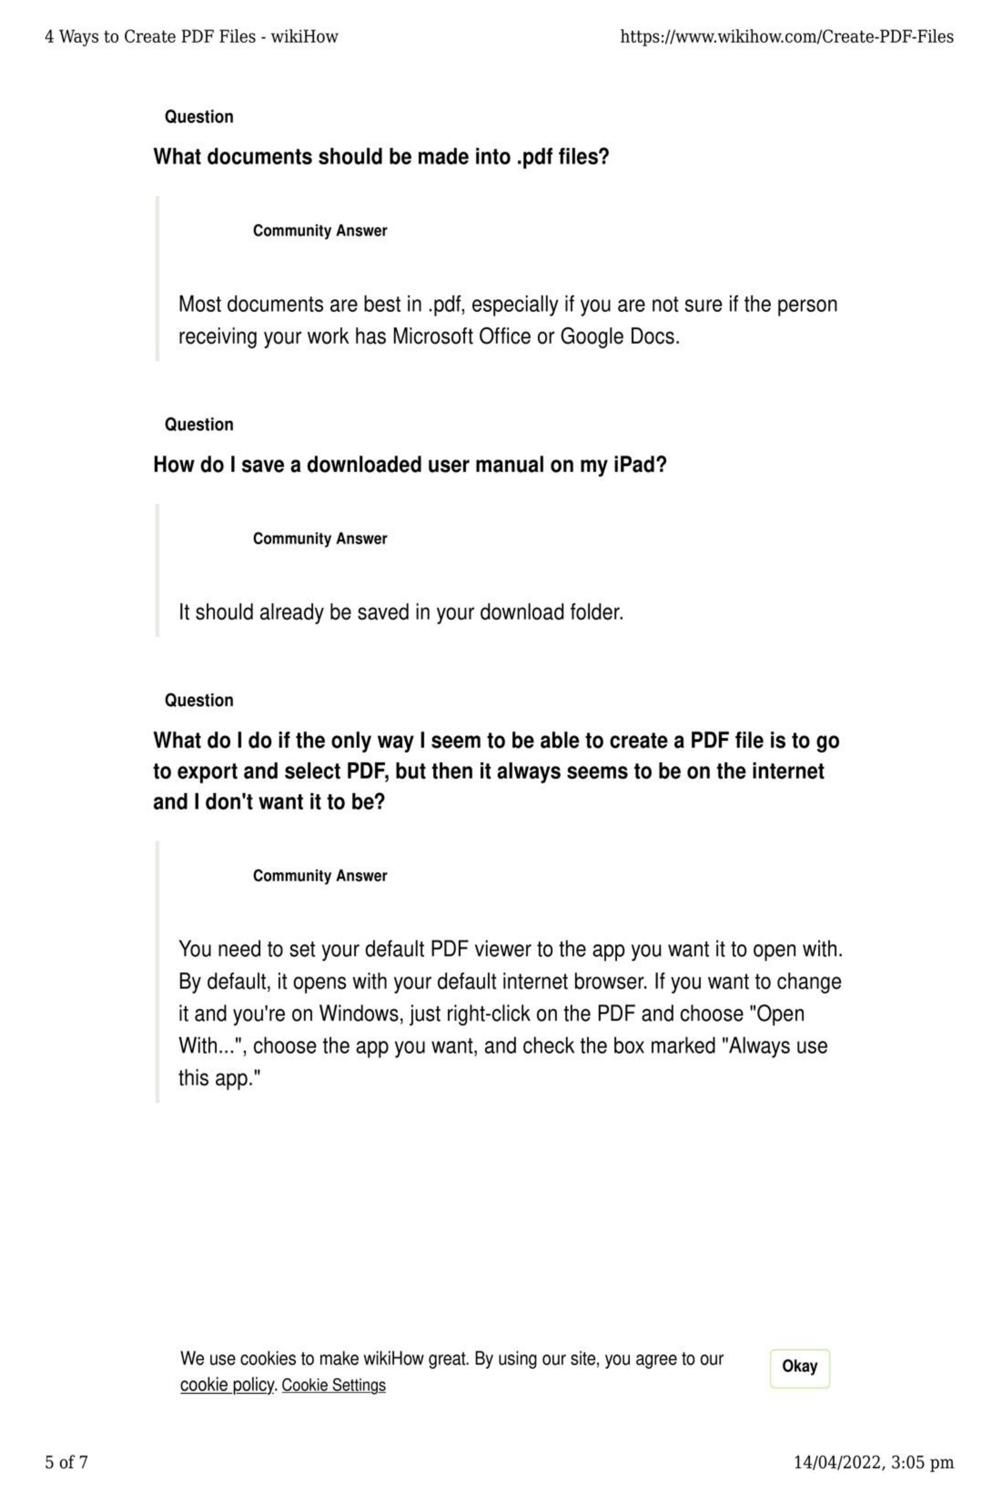 4 Ways to Create PDF Files - wikiHow
https://www.wikihow.com/Create-PDF-Files
Question
What documents should be made into .pdf files?
Community Answer
Most documents are best in .pdf, especially if you are not sure if the person
receiving your work has Microsoft Office or Google Docs.
Question
How do I save a downloaded user manual on my iPad?
Community Answer
It should already be saved in your download folder.
Question
What do I do if the only way I seem to be able to create a PDF file is to go
to export and select PDF, but then it always seems to be on the internet
and I don't want it to be?
Community Answer
You need to set your default PDF viewer to the app you want it to open with.
By default, it opens with your default internet browser. If you want to change
it and you're on Windows, just right-click on the PDF and choose "Open
With...", choose the app you want, and check the box marked "Always use
this app."
We use cookies to make wikiHow great. By using our site, you agree to our
cookie policy. Cookie Settings
Okay
5 of 7
14/04/2022, 3:05 pm